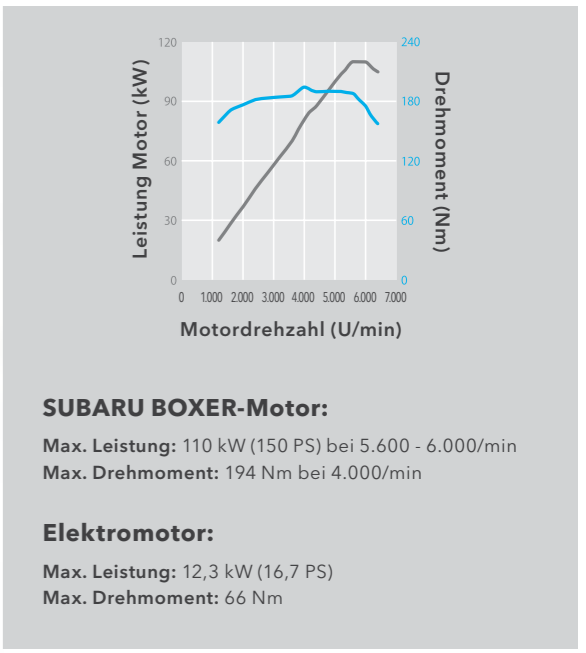 120
240
90
180
60
120
30
60
0
0
Leistung Motor (kW)
Drehmoment (Nm)
0 1.000 2.000 3.000 4.000 5.000 6.000 7.000
Motordrehzahl (U/min)
SUBARU BOXER-Motor:
Max. Leistung: 110 kW (150 PS) bei 5.600 - 6.000/min
Max. Drehmoment: 194 Nm bei 4.000/min
Elektromotor:
Max. Leistung: 12,3 kW (16,7 PS)
Max. Drehmoment: 66 Nm